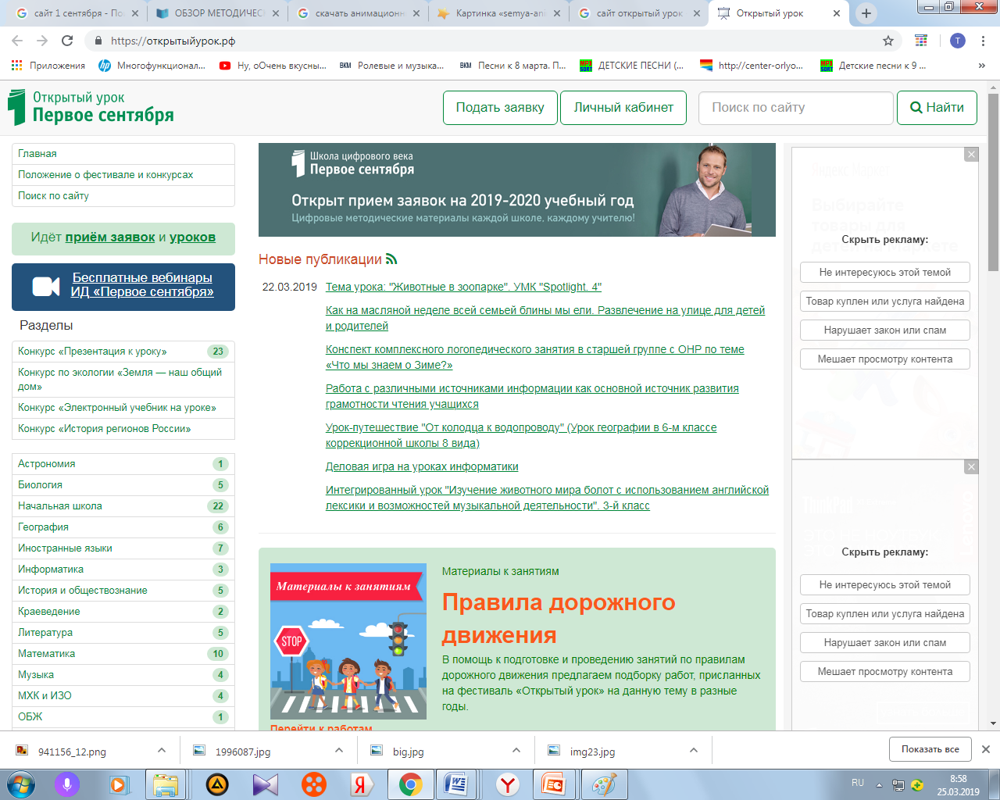 сайт 1 сентября - По
ОБЗОР МЕТОДИЧЕС
скачать анимационн
Картинка «semya-ani
сайт открытый урок
Открытый урок
https://открытыйурок.рф
T
Приложения
Многофункционал...
Ну, оОчень вкусны...
ВКМ Ролевые и музыка...
ВКМ Песни к 8 марта. П...
ДЕТСКИЕ ПЕСНИ (...
http://center-orlyo...
Детские песни к 9 ...
»
Открытый урок
Первое сентября
Подать заявку
Личный кабинет
Поиск по сайту
Найти
Главная
Положение о фестивале и конкурсах
Поиск по сайту
Идёт приём заявок и уроков
Бесплатные вебинары
ИД «Первое сентября»
Разделы
Конкурс «Презентация к уроку» 23
Конкурс по экологии «Земля — наш общий
дом»
Конкурс «Электронный учебник на уроке»
Конкурс «История регионов России»
Астрономия 1
Биология 5
Начальная школа 22
География 6
Иностранные языки 7
Информатика 3
История и обществознание 5
Краеведение 2
Литература 5
Математика 10
Музыка 4
МХК и ИЗО 4
ОБЖ 1
Школа цифрового века
Первое сентября
Открыт прием заявок на 2019-2020 учебный год
Цифровые методические материалы каждой школе, каждому учителю!
Новые публикации
22.03.2019 Тема урока: "Животные в зоопарке". УМК "Spotlight. 4"
Как на масляной неделе всей семьей блины мы ели. Развлечение на улице для детей
и родителей
Конспект комплексного логопедического занятия в старшей группе с ОНР по теме
«Что мы знаем о Зиме?»
Работа с различными источниками информации как основной источник развития
грамотности чтения учащихся
Урок-путешествие "От колодца к водопроводу" (Урок географии в 6-м классе
коррекционной школы 8 вида)
Деловая игра на уроках информатики
Интегрированный урок "Изучение животного мира болот с использованием английской
лексики и возможностей музыкальной деятельности". 3-й класс
Материалы к занятиям
STOP
Материалы к занятиям
Правила дорожного
движения
В помощь к подготовке и проведению занятий по правилам
дорожного движения предлагаем подборку работ, присланных
на фестиваль «Открытый урок» на данную тему в разные
годы.
Перейти к работам
Выбирайте
товары для
Скрыть рекламу:
Не интересуюсь этой темой
Товар куплен или услуга найдена
Нарушает закон или спам
Мешает просмотру контента
ThinkPad
Lenovo
Скрыть рекламу:
Не интересуюсь этой темой
Товар куплен или услуга найдена
Нарушает закон или спам
Мешает просмотру контента
941156_12.png
1996087.jpg
big.jpg
img23.jpg
Показать все
RU
8:58
25.03.2019